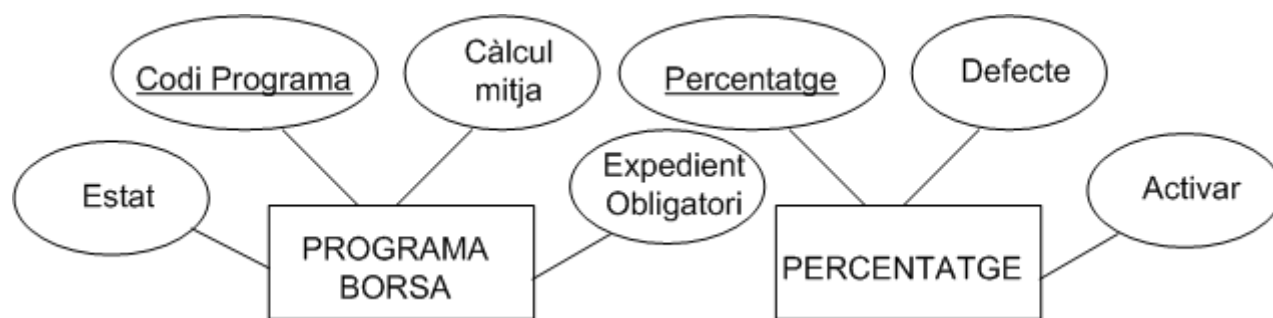 Codi Programa
Càlcul
mitja
Percentatge
Defecte
Estat
Expedient
Obligatori
Activar
PROGRAMA
BORSA
PERCENTATGE